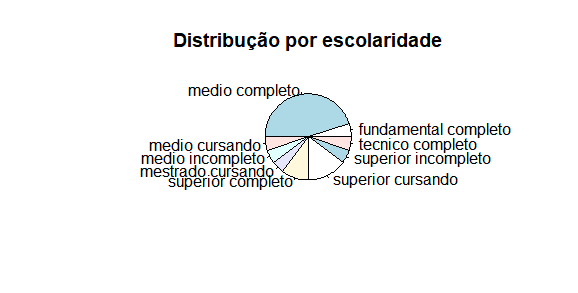 Distribução por escolaridade
medio completo
fundamental completo
medio cursando
tecnico completo
medio incompleto
superior incompleto
mestrado cursando
superior completo
superior cursando